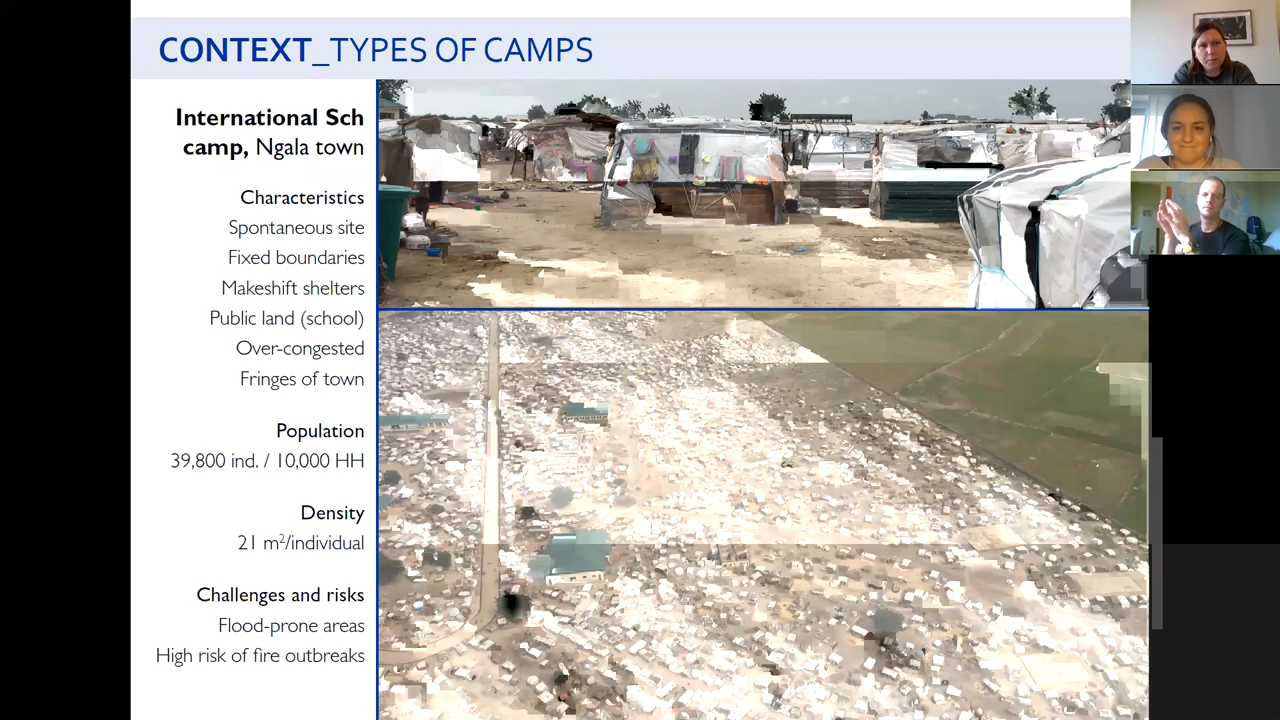 CONTEXT_TYPES OF CAMPS
International Sch
camp, Ngala town
Characteristics
Spontaneous site
Fixed boundaries
Makeshift shelters
Public land (school)
Over-congested
Fringes of town
Population
39,800 ind. / 10,000 HH
Density
21 m²/individual
Challenges and risks
Flood-prone areas
High risk of fire outbreaks